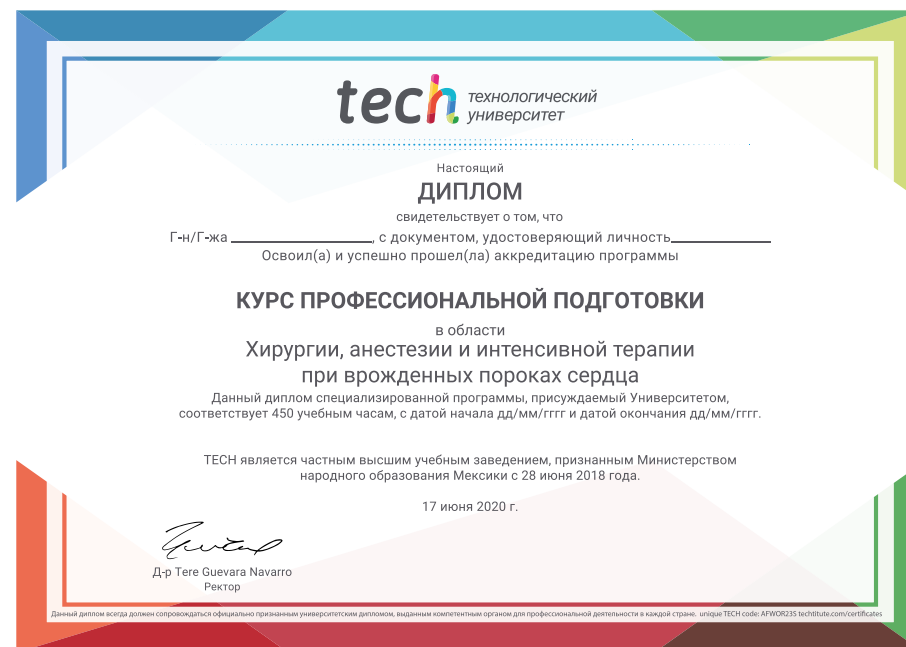 tech технологический
университет
Настоящий
ДИПЛОМ
свидетельствует о том, что
Г-н/Г-жа ____________________, с документом, удостоверяющий личность______________
Освоил(а) и успешно прошел(ла) аккредитацию программы
КУРС ПРОФЕССИОНАЛЬНОЙ ПОДГОТОВКИ
в области
Хирургии, анестезии и интенсивной терапии
при врожденных пороках сердца
Данный диплом специализированной программы, присуждаемый Университетом,
соответствует 450 учебным часам, с датой начала дд/мм/гггг и датой окончания дд/мм/гггг.
TECH является частным высшим учебным заведением, признанным Министерством
народного образования Мексики с 28 июня 2018 года.
17 июня 2020 г.
Д-р Tere Guevara Navarro
Ректор
Данный диплом всегда должен сопровождаться официально признанным университетским дипломом, выданным компетентным органом для профессиональной деятельности в каждой стране. unique TECH code: AFWOR23S techtitute.com/certificates